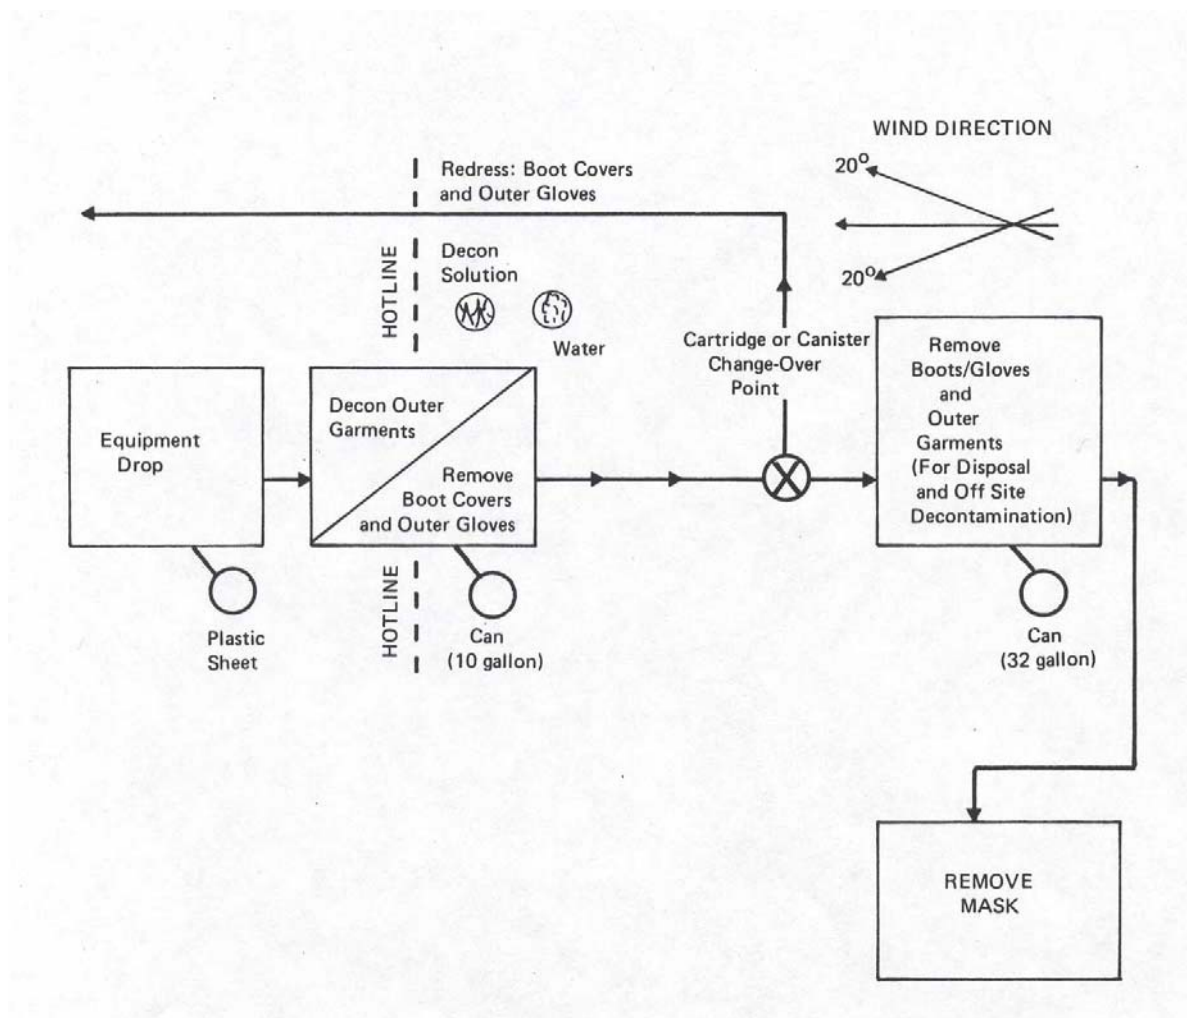 WIND DIRECTION
20°
20°
Redress: Boot Covers
and Outer Gloves
HOTLINE
Decon
Solution
Water
Cartridge or Canister
Change-Over
Point
Remove
Boots/Gloves
and
Outer
Garments
(For Disposal
and Off Site
Decontamination)
Equipment
Drop
Decon Outer
Garments
Remove
Boot Covers
and Outer Gloves
X
Plastic
Sheet
HOTLINE
Can
(10 gallon)
Can
(32 gallon)
REMOVE
MASK